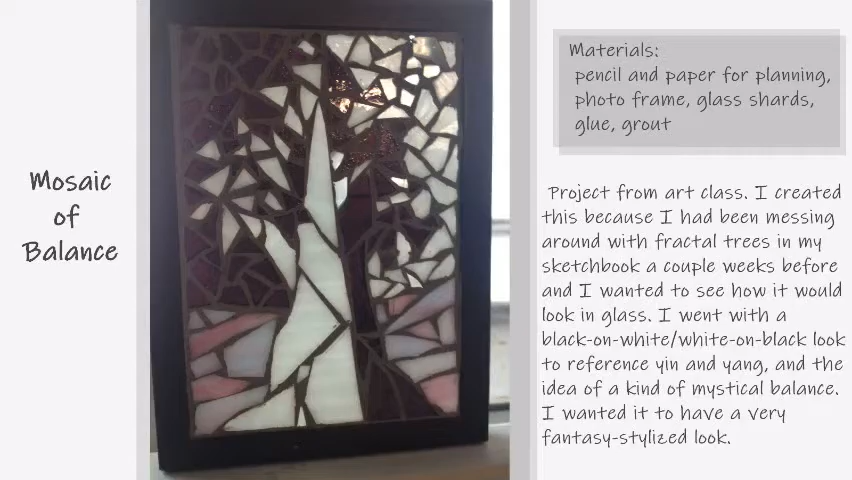 Mosaic
of
Balance
Materials:
pencil and paper for planning,
photo frame, glass shards,
glue, grout
Project from art class. I created
this because I had been messing
around with fractal trees in my
sketchbook a couple weeks before
and I wanted to see how it would
look in glass. I went with a
black-on-white/white-on-black look
to reference yin and yang, and the
idea of a kind of mystical balance.
I wanted it to have a very
fantasy-stylized look.